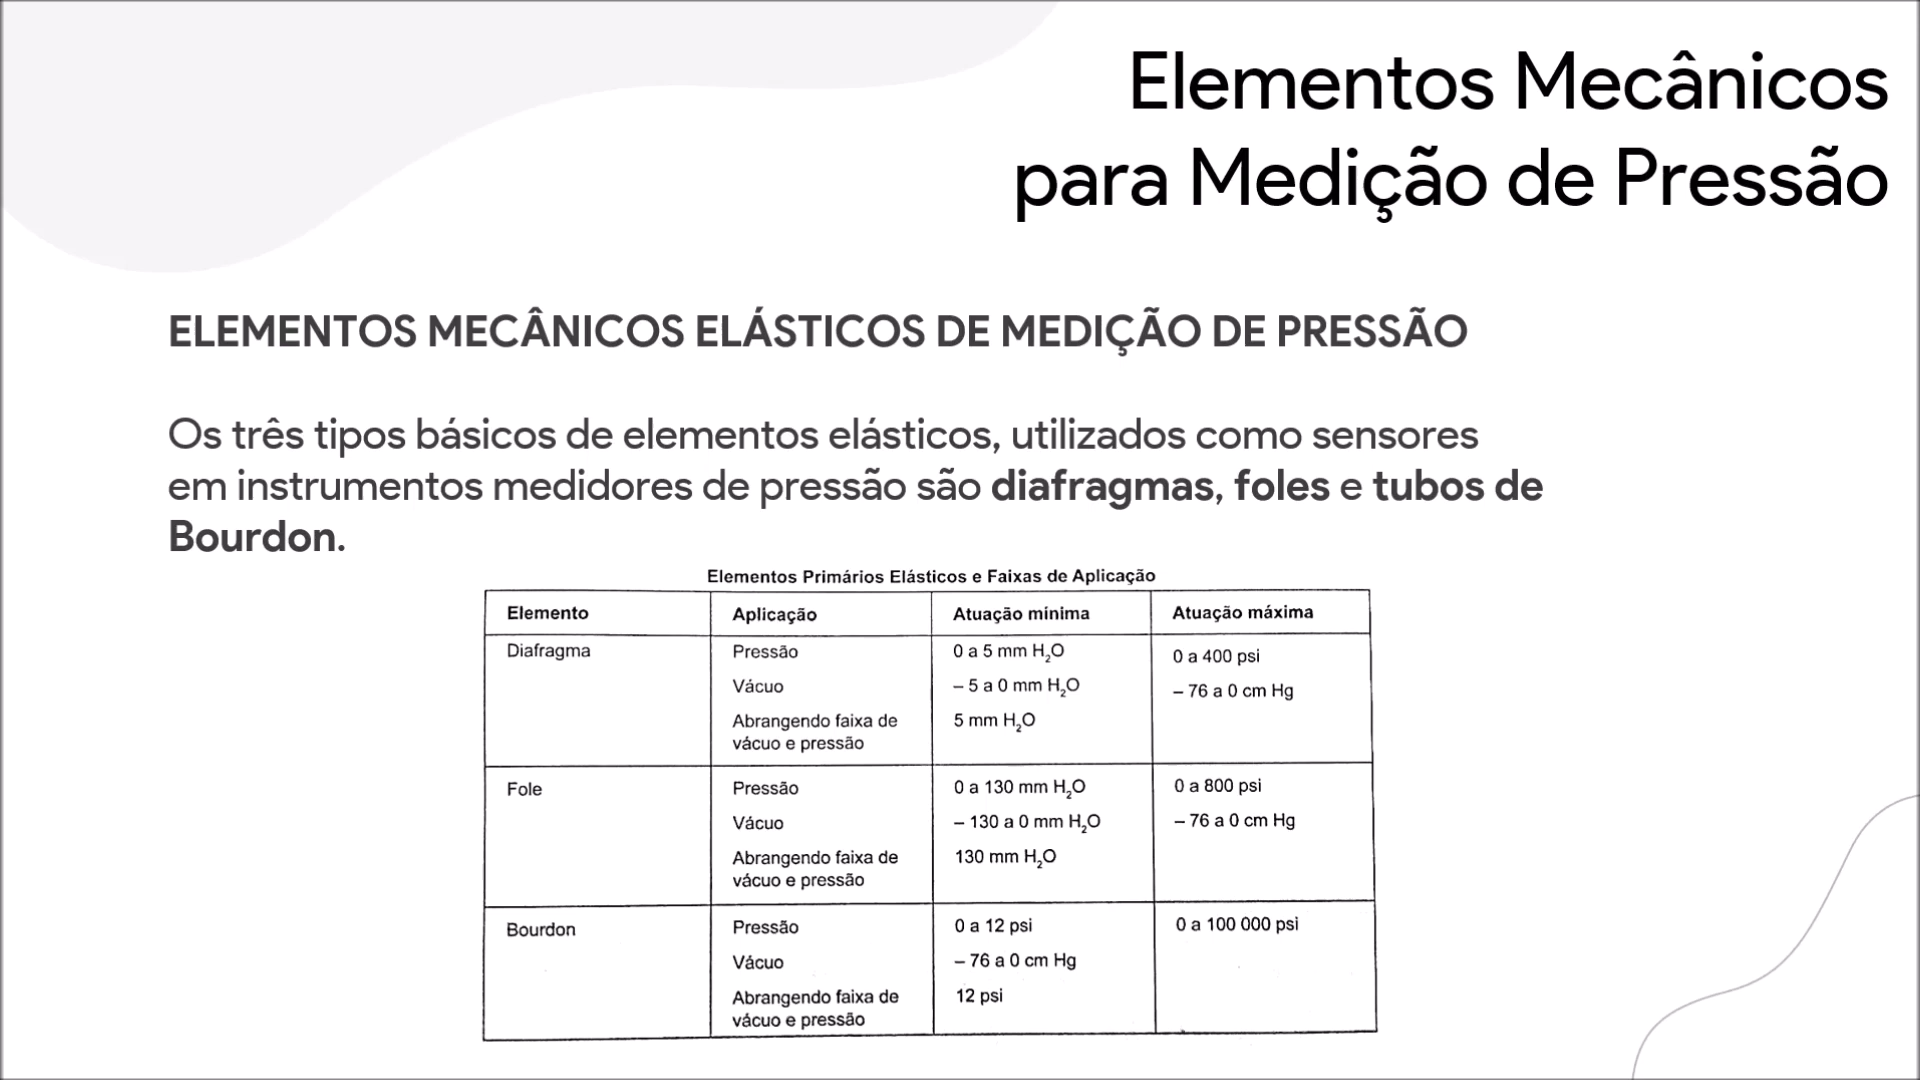 Elementos Mecânicos
para Medição de Pressão
ELEMENTOS MECÂNICOS ELÁSTICOS DE MEDIÇÃO DE PRESSÃO
Os três tipos básicos de elementos elásticos, utilizados como sensores
em instrumentos medidores de pressão são diafragmas, foles e tubos de
Bourdon.
Elementos Primários Elásticos e Faixas de Aplicação
Elemento Aplicação Atuação mínima Atuação máxima
Diafragma Pressão 0 a 5 mm H₂O 0 a 400 psi
Vácuo – 5 a 0 mm H₂O – 76 a 0 cm Hg
Abrangendo faixa de 5 mm H₂O
vácuo e pressão
Fole Pressão 0 a 130 mm H₂O 0 a 800 psi
Vácuo – 130 a 0 mm H₂O – 76 a 0 cm Hg
Abrangendo faixa de 130 mm H₂O
vácuo e pressão
Bourdon Pressão 0 a 12 psi 0 a 100 000 psi
Vácuo – 76 a 0 cm Hg
Abrangendo faixa de 12 psi
vácuo e pressão